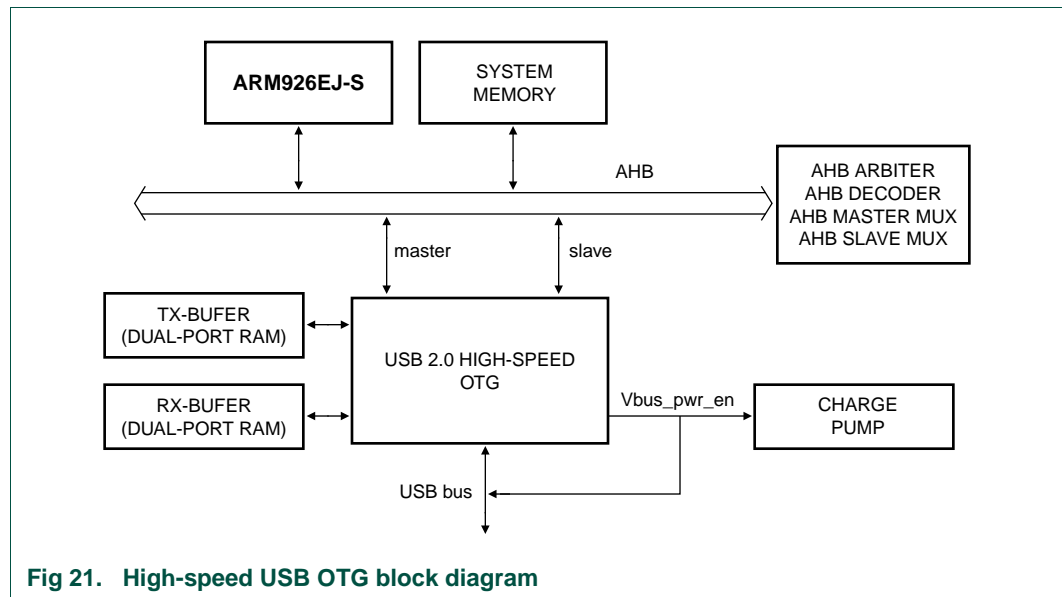 ARM926EJ-S
SYSTEM
MEMORY
AHB
AHB ARBITER
AHB DECODER
AHB MASTER MUX
AHB SLAVE MUX
master
slave
TX-BUFER
(DUAL-PORT RAM)
USB 2.0 HIGH-SPEED
OTG
RX-BUFER
(DUAL-PORT RAM)
Vbus_pwr_en
CHARGE
PUMP
USB bus
Fig 21. High-speed USB OTG block diagram